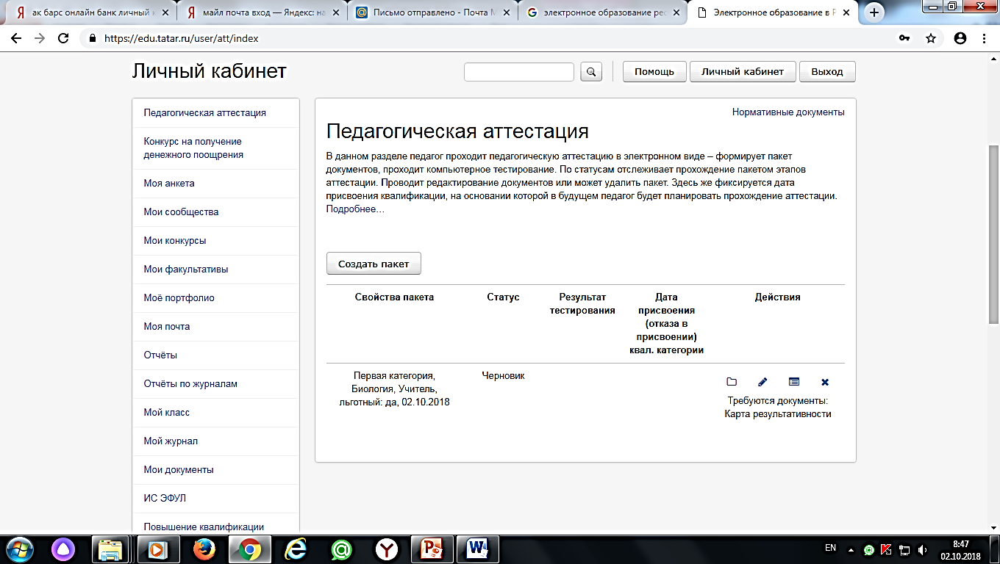 ак барс онлайн банк личный
майл почта вход — Яндекс: на
Письмо отправлено - Почта М
электронное образование рес
Электронное образование в Р
https://edu.tatar.ru/user/att/index
Личный кабинет
Помощь
Личный кабинет
Выход
Педагогическая аттестация
Конкурс на получение
денежного поощрения
Моя анкета
Мои сообщества
Мои конкурсы
Мои факультативы
Моё портфолио
Моя почта
Отчёты
Отчёты по журналам
Мой класс
Мой журнал
Мои документы
ИС ЭФУЛ
Повышение квалификации
Нормативные документы
Педагогическая аттестация
В данном разделе педагог проходит педагогическую аттестацию в электронном виде – формирует пакет
документов, проходит компьютерное тестирование. По статусам отслеживает прохождение пакетом этапов
аттестации. Проводит редактирование документов или может удалить пакет. Здесь же фиксируется дата
присвоения квалификации, на основании которой в будущем педагог будет планировать прохождение аттестации.
Подробнее...
Создать пакет
Свойства пакета
Статус
Результат
тестирования
Дата
присвоения
(отказа в
присвоении)
квал. категории
Действия
Первая категория,
Биология, Учитель,
льготный: да, 02.10.2018
Черновик
Требуются документы:
Карта результативности
EN
8:47
02.10.2018